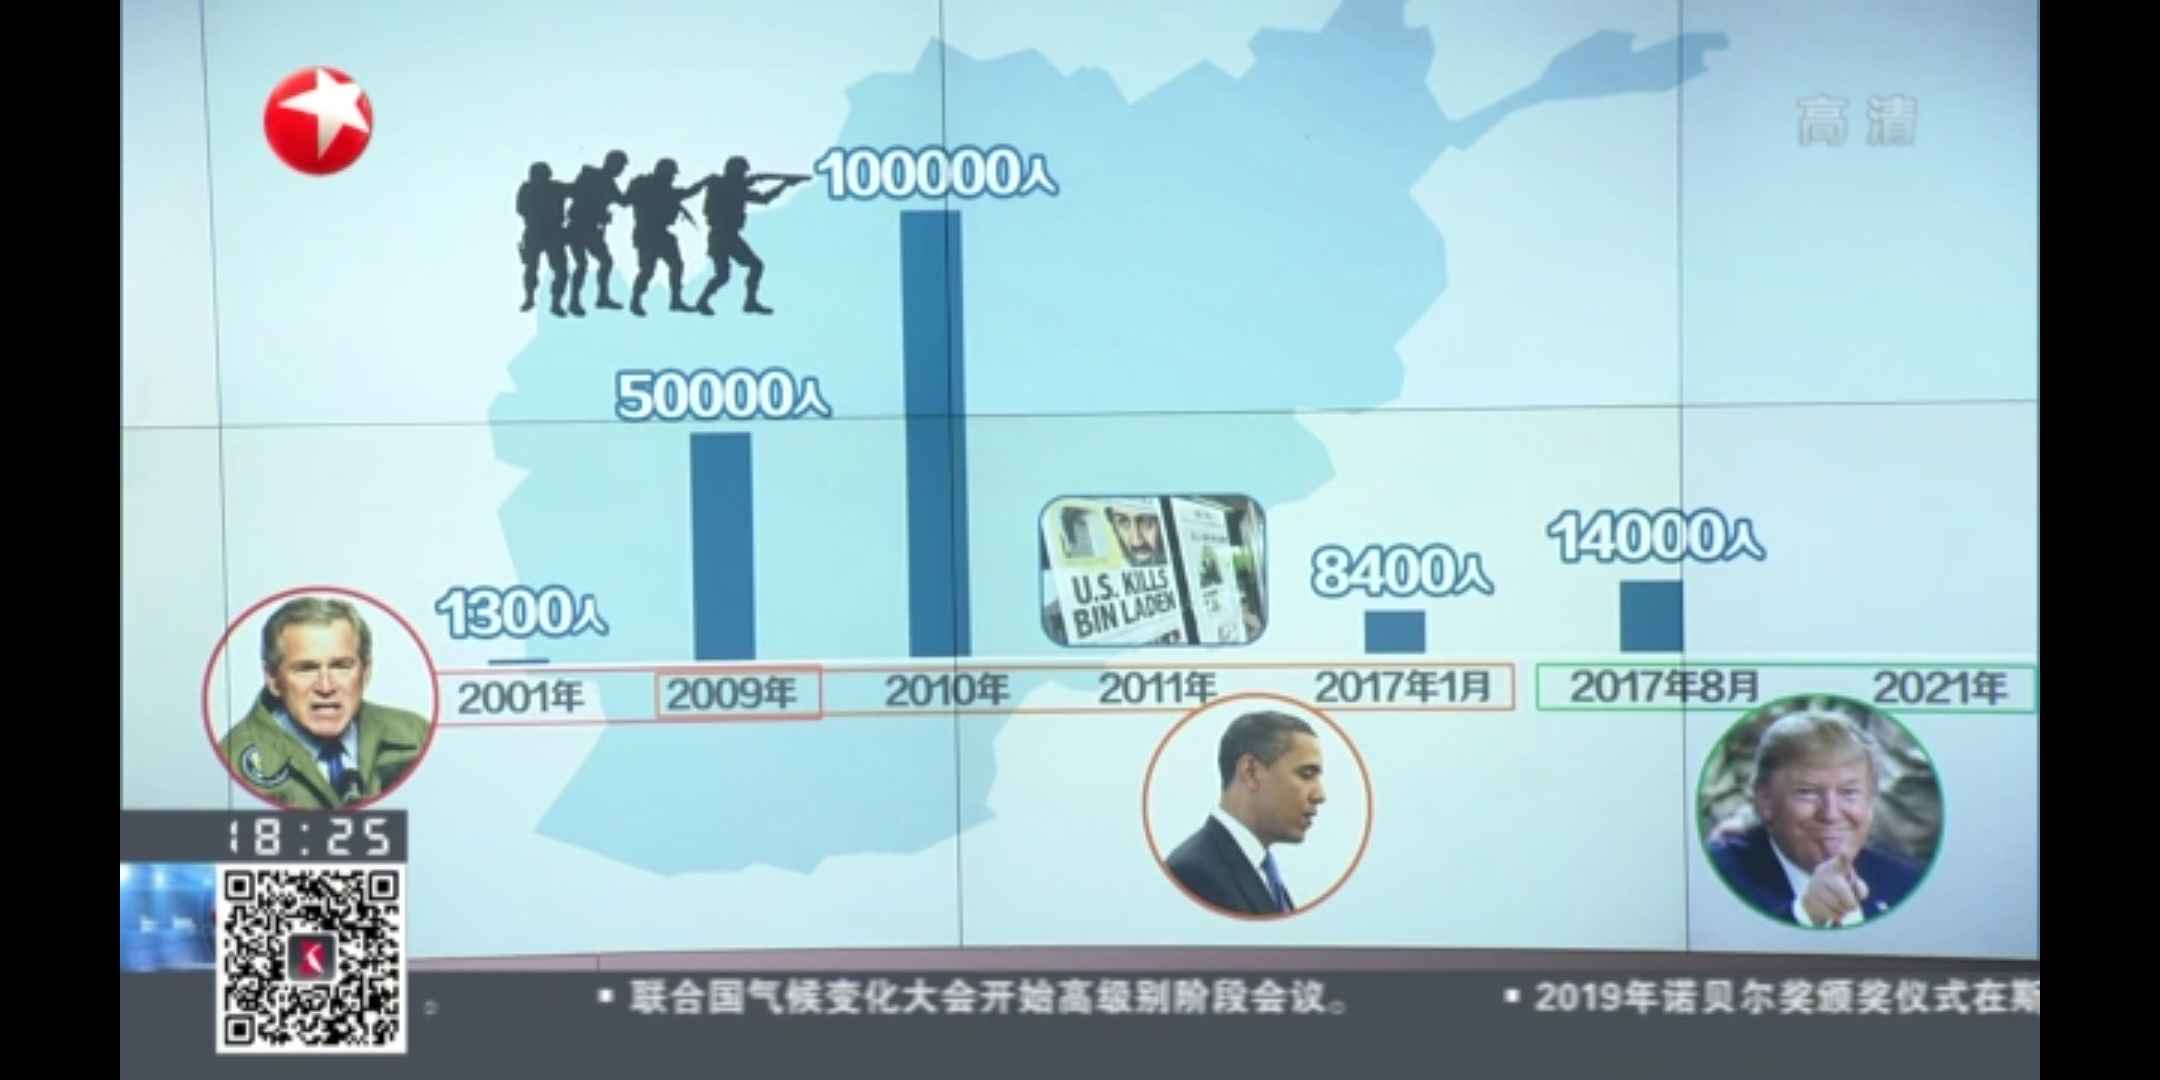 高清
100000人
50000人
1300人
8400人
14000人
U.S. KILLS
BIN LADEN
2001年
2009年
2010年
2011年
2017年1月
2017年8月
2021年
18:25
。
▪ 联合国气候变化大会开始高级别阶段会议。
▪ 2019年诺贝尔奖颁奖仪式在斯